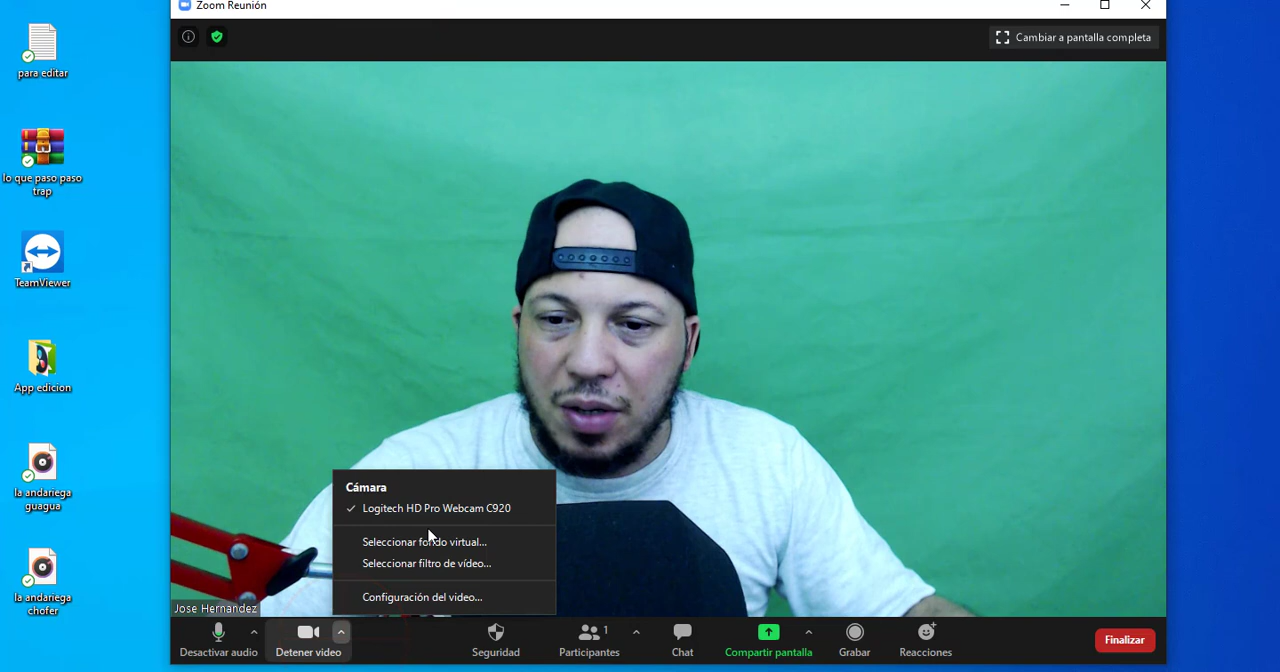 Zoom Reunión
Cambiar a pantalla completa
para editar
lo que paso paso
trap
TeamViewer
App edicion
la andariega
guagua
la andariega
chofer
Cámara
Logitech HD Pro Webcam C920
Seleccionar fondo virtual...
Seleccionar filtro de vídeo...
Configuración del video...
Jose Hernandez
Desactivar audio
Detener video
Seguridad
1
Participantes
Chat
Compartir pantalla
Grabar
Reacciones
Finalizar